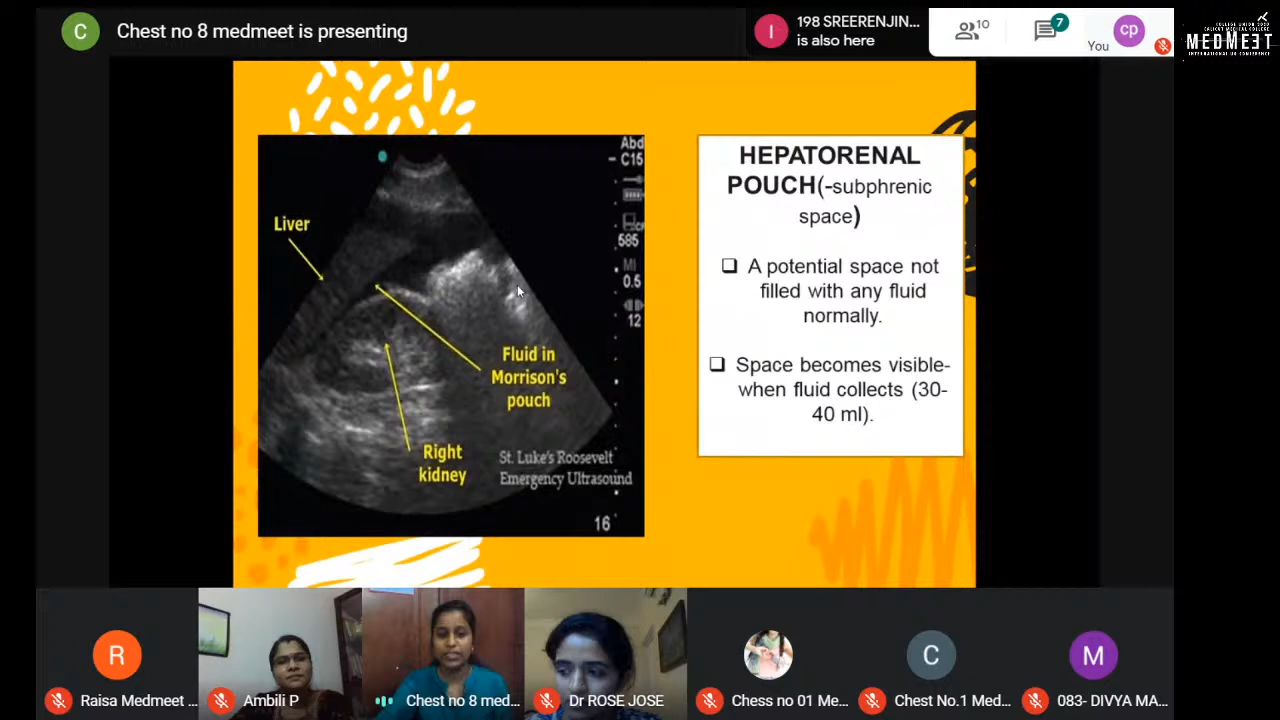 C
Chest no 8 medmeet is presenting
I
198 SREERENJIN...
is also here
10
7
You
cp
MEDMEET
INTERNATIONAL UG CONFERENCE
Abd
C15
585
MI
0.5
12
16
Liver
Fluid in
Morrison's
pouch
Right
kidney
St. Luke's Roosevelt
Emergency Ultrasound
HEPATORENAL
POUCH(-subphrenic
space)
A potential space not
filled with any fluid
normally.
Space becomes visible-
when fluid collects (30-
40 ml).
R
Raisa Medmeet ...
Ambili P
Chest no 8 med...
Dr ROSE JOSE
Chess no 01 Me...
C
Chest No.1 Med...
M
083- DIVYA MA...